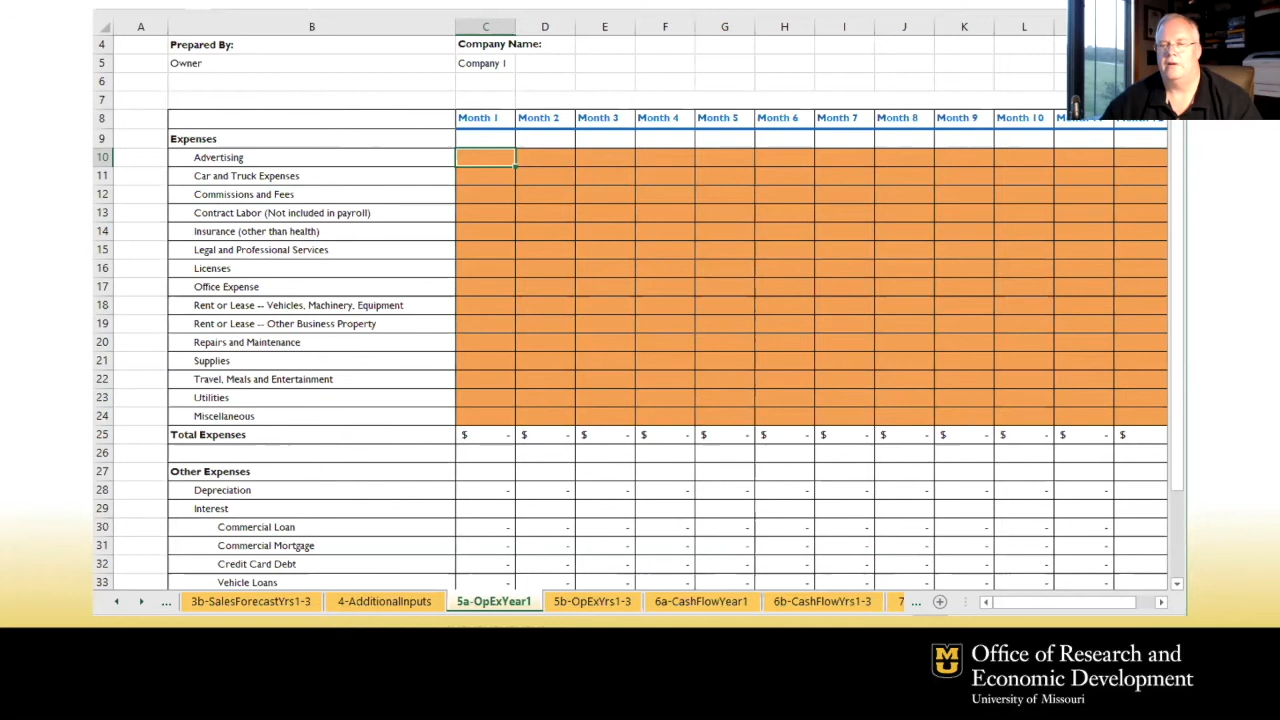 A B C D E F G H I J K L
4 Prepared By: Company Name:
5 Owner Company 1
6
7
8 Month 1 Month 2 Month 3 Month 4 Month 5 Month 6 Month 7 Month 8 Month 9 Month 10
9 Expenses
10 Advertising
11 Car and Truck Expenses
12 Commissions and Fees
13 Contract Labor (Not included in payroll)
14 Insurance (other than health)
15 Legal and Professional Services
16 Licenses
17 Office Expense
18 Rent or Lease -- Vehicles, Machinery, Equipment
19 Rent or Lease -- Other Business Property
20 Repairs and Maintenance
21 Supplies
22 Travel, Meals and Entertainment
23 Utilities
24 Miscellaneous
25 Total Expenses $ - $ - $ - $ - $ - $ - $ - $ - $ - $ - $ - $
26
27 Other Expenses
28 Depreciation - - - - - - - - - - -
29 Interest
30 Commercial Loan - - - - - - - - - - -
31 Commercial Mortgage - - - - - - - - - - -
32 Credit Card Debt - - - - - - - - - - -
33 Vehicle Loans - - - - - - - - - - -
... 3b-SalesForecastYrs1-3 4-AdditionalInputs 5a-OpExYear1 5b-OpExYrs1-3 6a-CashFlowYear1 6b-CashFlowYrs1-3 7 ...
MU
Office of Research and
Economic Development
University of Missouri